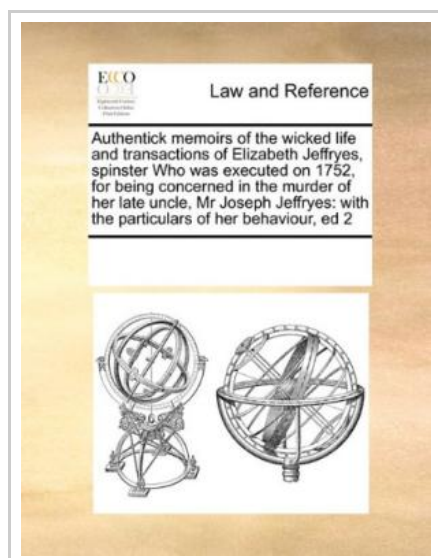 ECCO
Law and Reference
Authentick memoirs of the wicked life
and transactions of Elizabeth Jeffryes,
spinster Who was executed on 1752,
for being concerned in the murder of
her late uncle, Mr Joseph Jeffryes: with
the particulars of her behaviour, ed 2